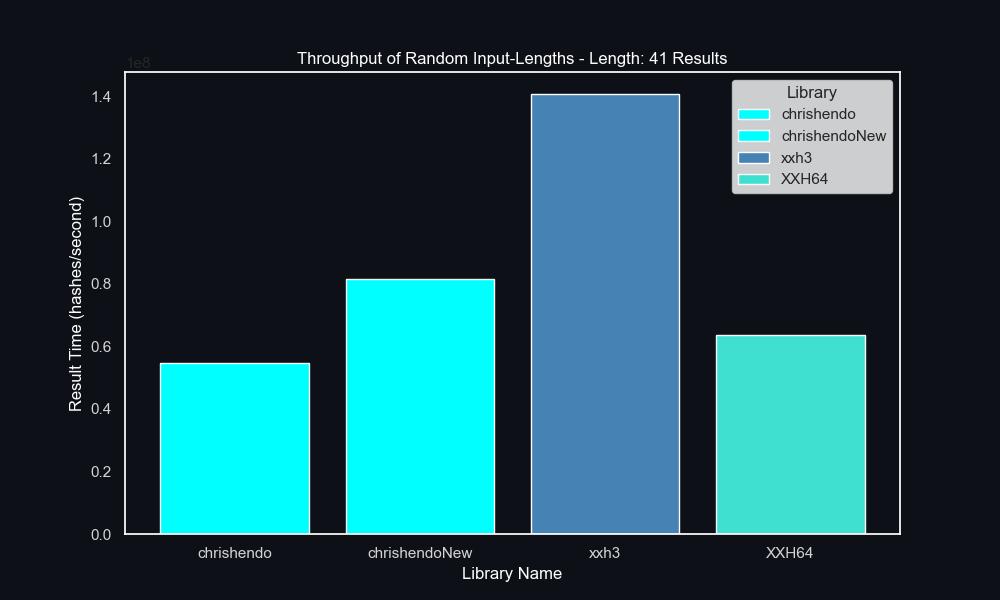 Throughput of Random Input-Lengths - Length: 41 Results
1e8
1.4
1.2
1.0
0.8
0.6
0.4
0.2
0.0
Result Time (hashes/second)
Library
chrishendo
chrishendoNew
xxh3
XXH64
chrishendo
chrishendoNew
xxh3
XXH64
Library Name